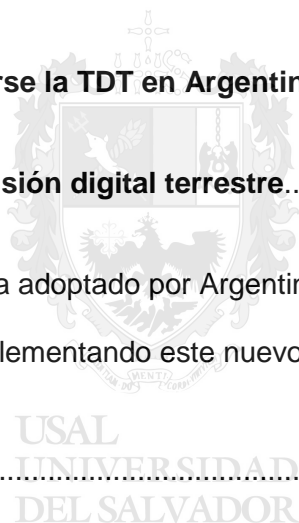 rse la TDT en Argentin
sión digital terrestre..
a adoptado por Argentin
lementando este nuevo
USAL
UNIVERSIDAD
DEL SALVADOR